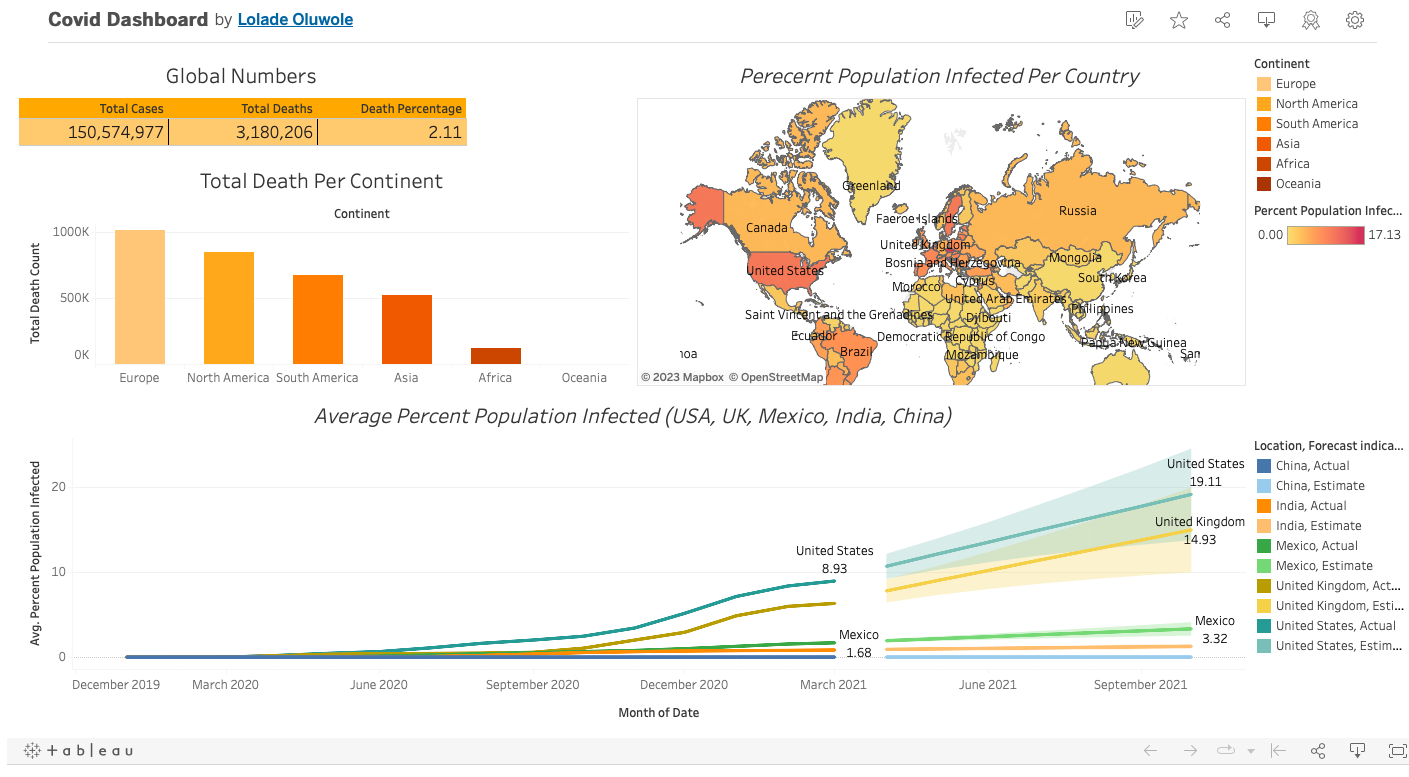 Covid Dashboard by Lolade Oluwole
Global Numbers
Total Cases Total Deaths Death Percentage
150,574,977 3,180,206 2.11
Total Death Per Continent
Continent
Total Death Count
1000K
500K
0K
Europe North America South America Asia Africa Oceania
Perecernt Population Infected Per Country
Greenland
Russia
Faeroe Islands
Canada
United Kingdom
Bosnia and Herzegovina
Mongolia
United States
South Korea
Cyprus
Morocco
United Arab Emirates
Philippines
Saint Vincent and the Grenadines
Djibouti
Ecuador
Democratic Republic of Congo
Papua New Guinea
noa
Brazil
Mozambique
San
© 2023 Mapbox © OpenStreetMap
Continent
Europe
North America
South America
Asia
Africa
Oceania
Percent Population Infec...
0.00 17.13
Average Percent Population Infected (USA, UK, Mexico, India, China)
Avg. Percent Population Infected
20
10
0
United States
8.93
Mexico
1.68
United States
19.11
United Kingdom
14.93
Mexico
3.32
December 2019 March 2020 June 2020 September 2020 December 2020 March 2021 June 2021 September 2021
Month of Date
Location, Forecast indica...
China, Actual
China, Estimate
India, Actual
India, Estimate
Mexico, Actual
Mexico, Estimate
United Kingdom, Act...
United Kingdom, Esti...
United States, Actual
United States, Estim...
+ableau